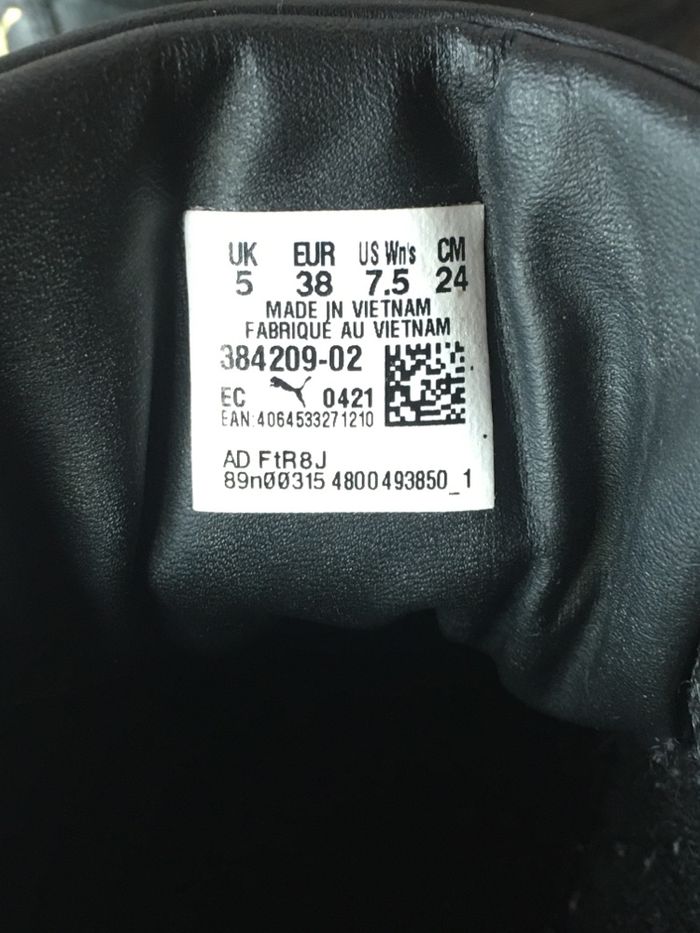 UK EUR US Wn's CM
5 38 7.5 24
MADE IN VIETNAM
FABRIQUÉ AU VIETNAM
384209-02
EC 0421
EAN:4064533271210
AD FtR8J
89n00315 4800493850_1